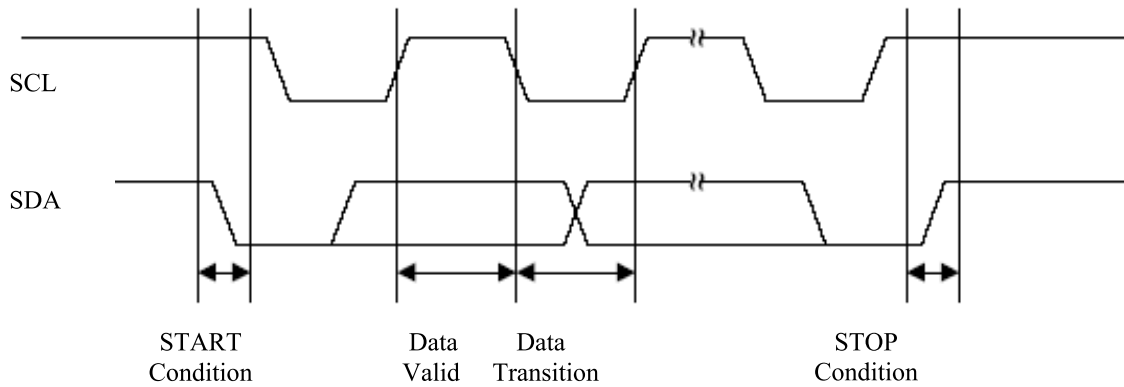 SCL
SDA
START
Condition
Data
Valid
Data
Transition
STOP
Condition